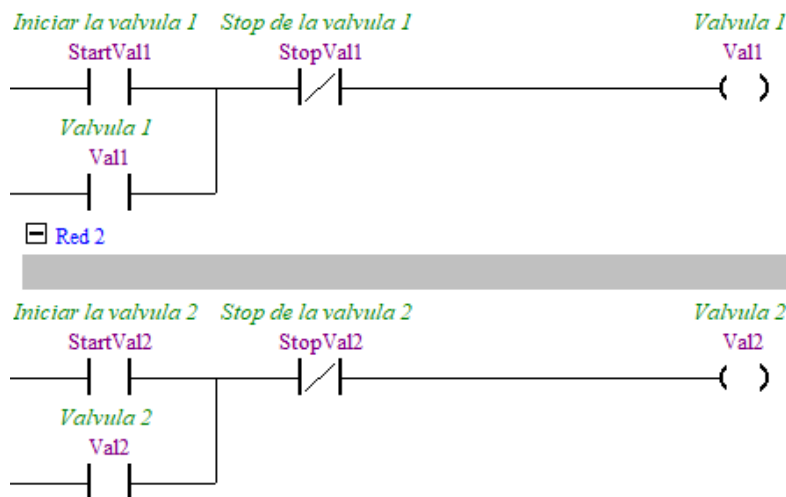 Iniciar la valvula 1 Stop de la valvula 1 Valvula 1
StartVal1 StopVal1 Val1
Valvula 1
Val1
Red 2
Iniciar la valvula 2 Stop de la valvula 2 Valvula 2
StartVal2 StopVal2 Val2
Valvula 2
Val2